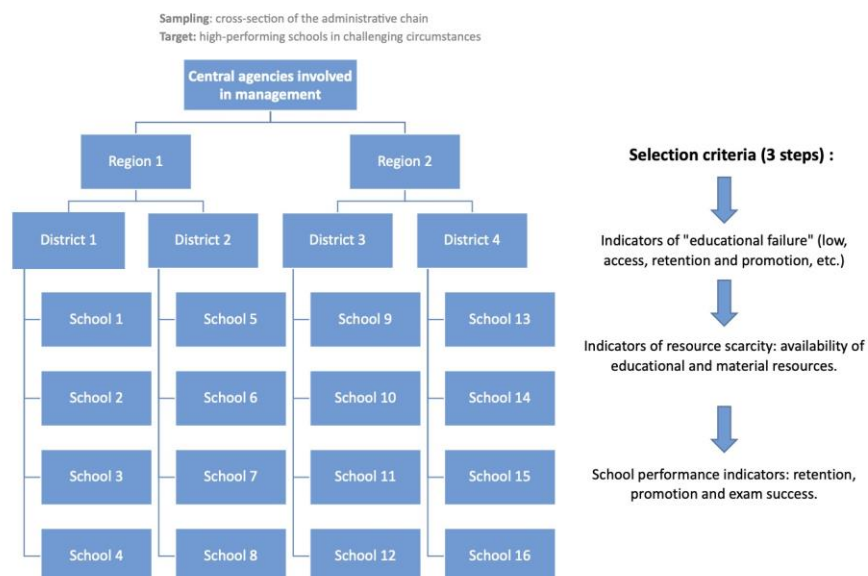 Sampling: cross-section of the administrative chain
Target: high-performing schools in challenging circumstances
Central agencies involved
in management
Region 1
Region 2
District 1
District 2
District 3
District 4
School 1
School 5
School 9
School 13
School 2
School 6
School 10
School 14
School 3
School 7
School 11
School 15
School 4
School 8
School 12
School 16
Selection criteria (3 steps) :
Indicators of "educational failure" (low,
access, retention and promotion, etc.)
Indicators of resource scarcity: availability of
educational and material resources.
School performance indicators: retention,
promotion and exam success.